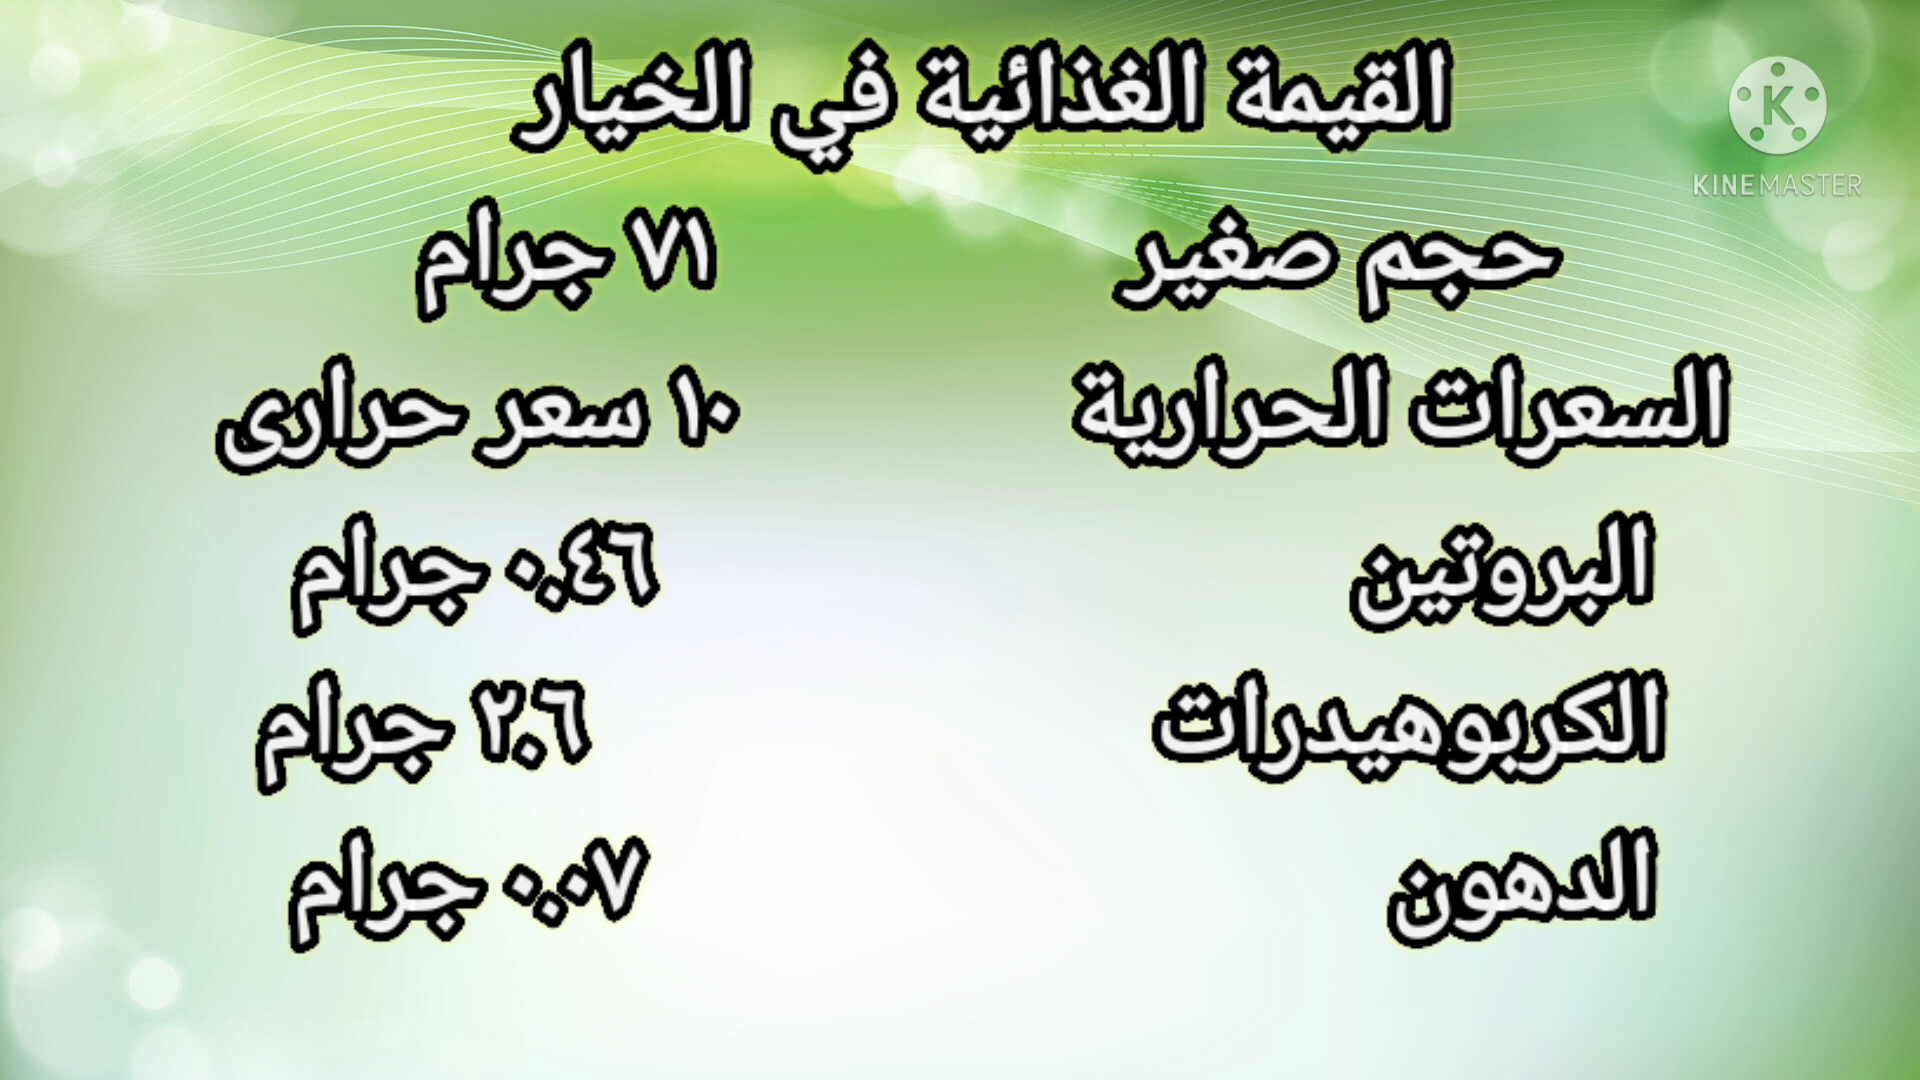 القيمة الغذائية في الخيار
KINEMASTER
حجم صغير ٧١ جرام
السعرات الحرارية ١٠ سعر حرارى
البروتين ٠.٤٦ جرام
الكربوهيدرات ٢.٦ جرام
الدهون ٠.٠٧ جرام